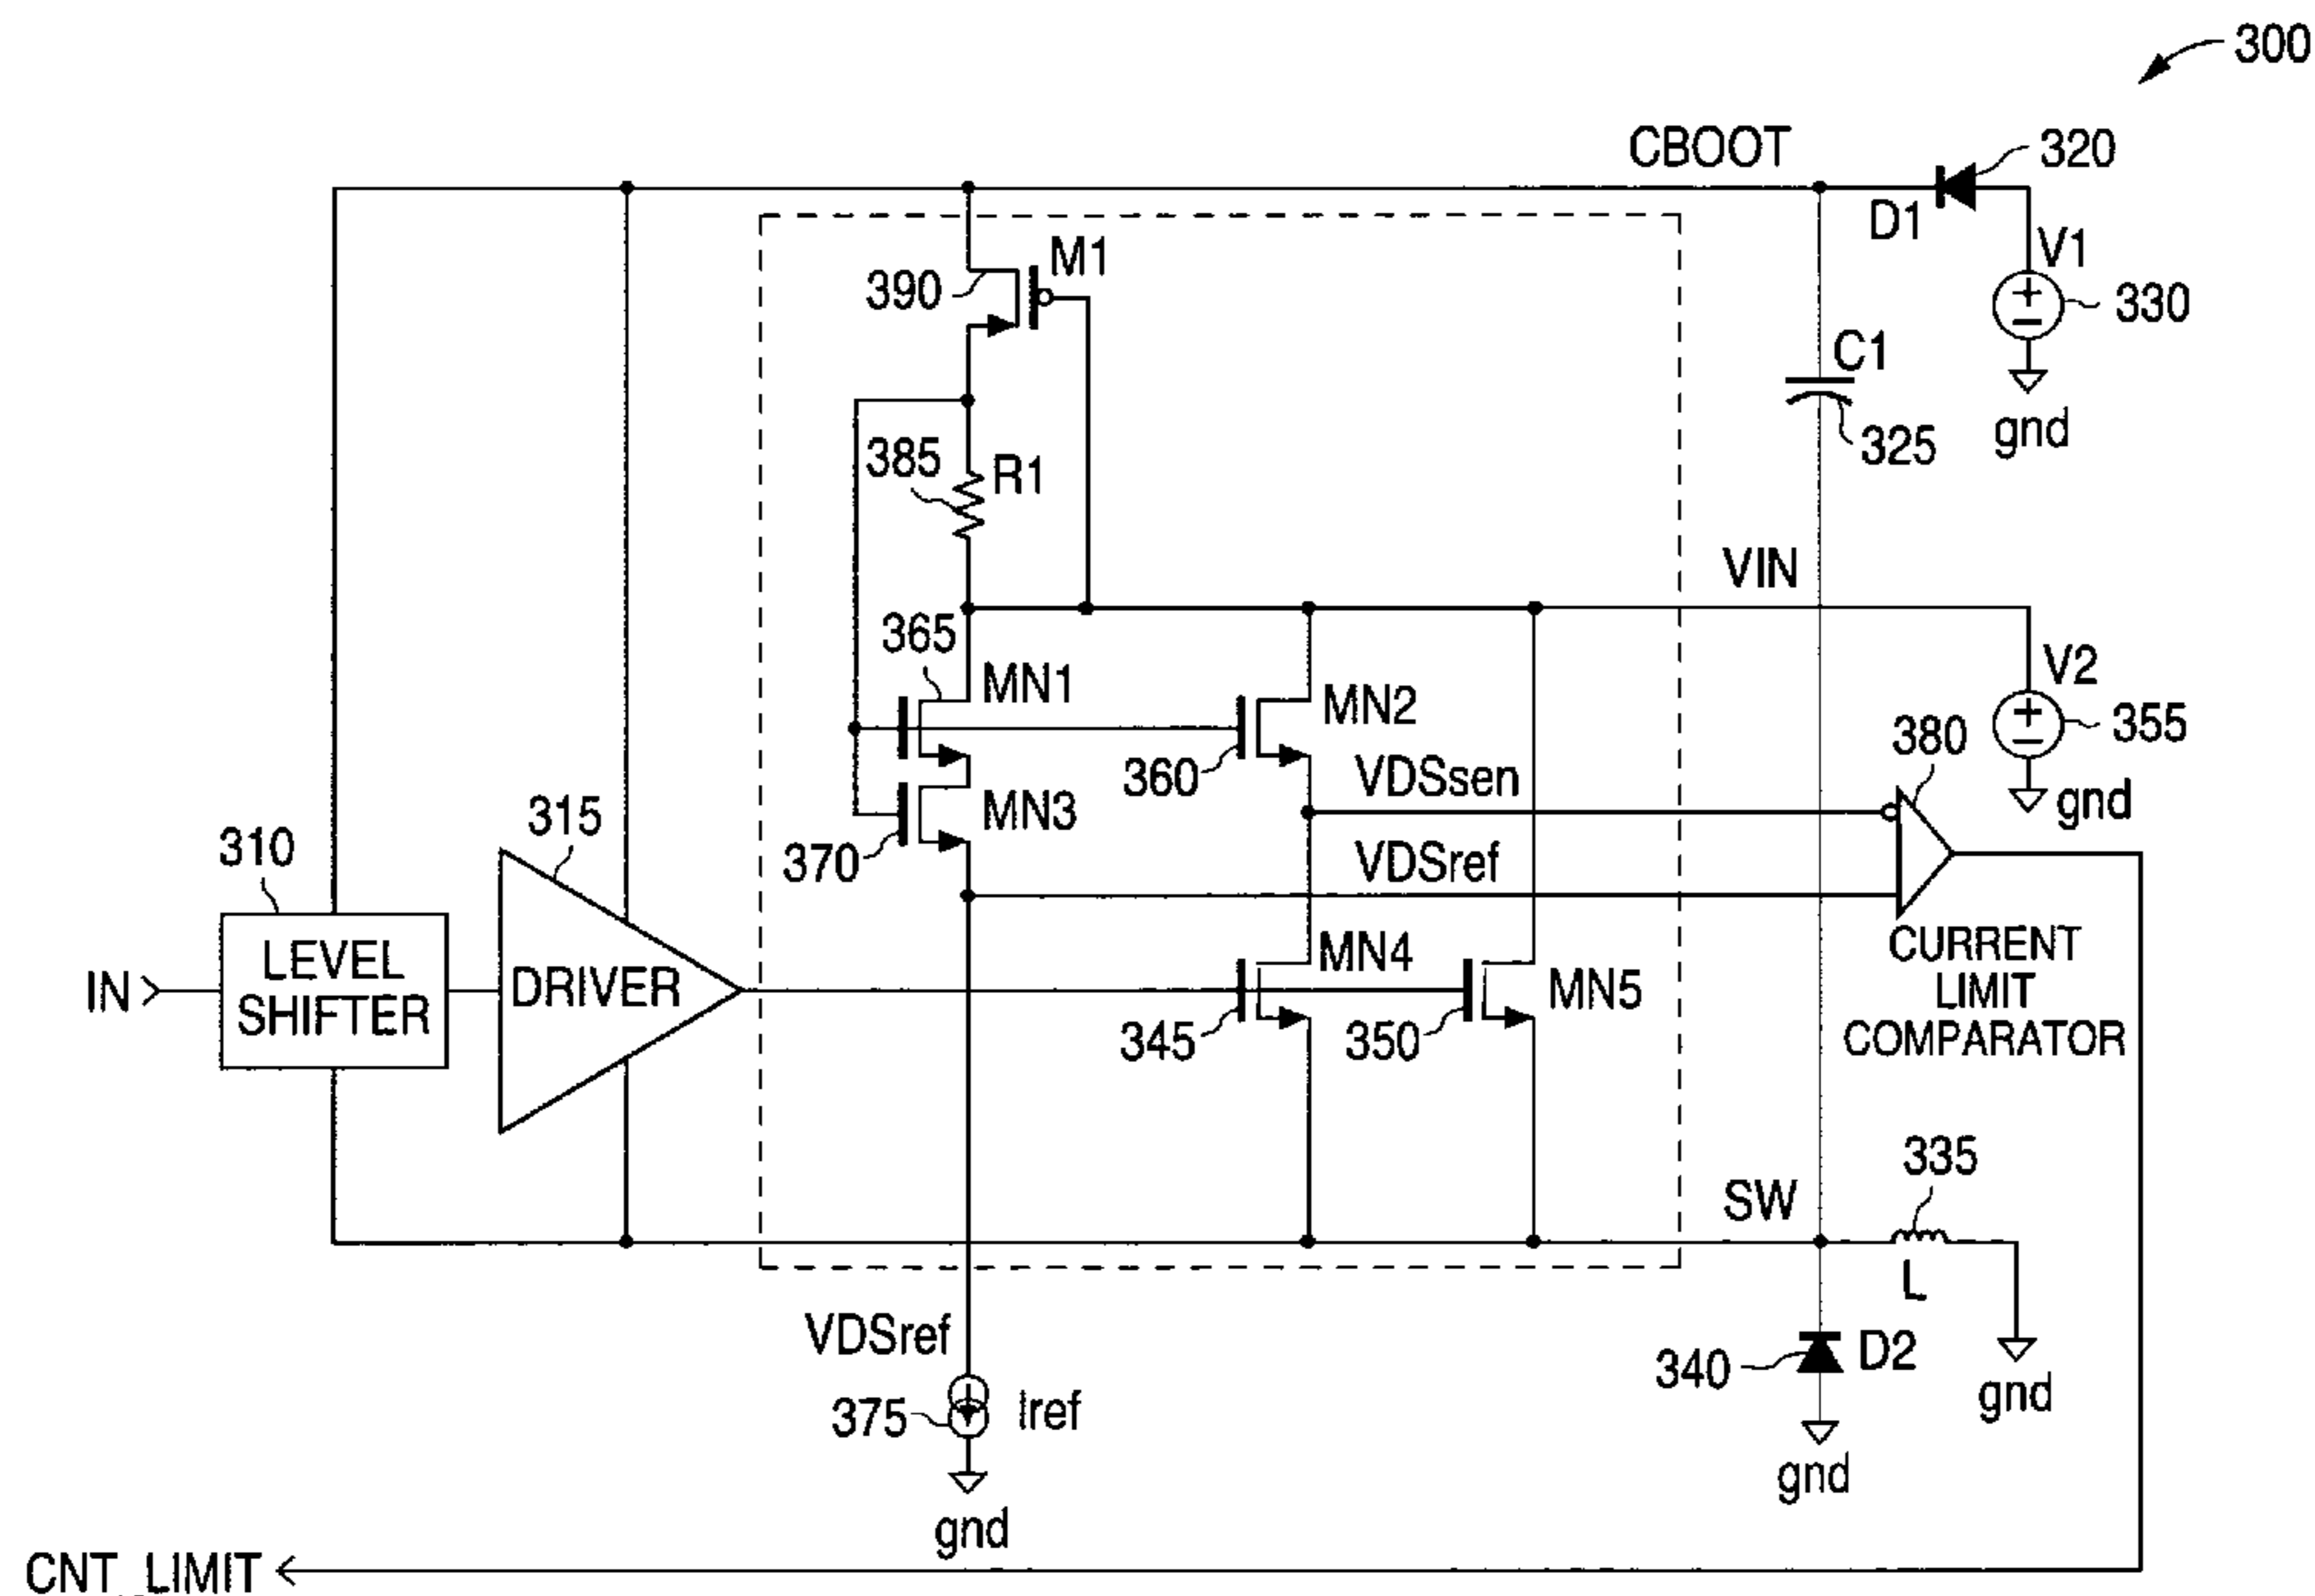 300
CBOOT
320
D1
V1
330
gnd
M1
390
C1
325
385
R1
VIN
365
MN1
MN2
V2
355
360
VDSsen
380
gnd
315
MN3
310
370
VDSref
LEVEL
SHIFTER
IN
DRIVER
MN4
MN5
345
350
CURRENT
LIMIT
COMPARATOR
335
SW
L
VDSref
340
D2
gnd
375
Iref
gnd
gnd
CNT_LIMIT